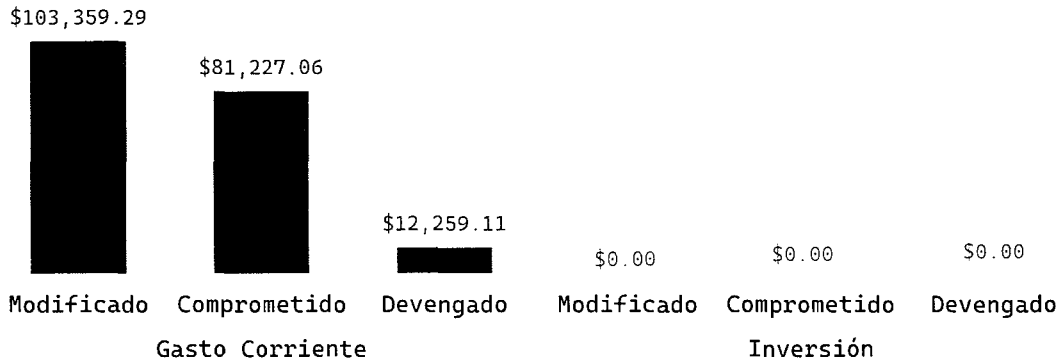 $103,359.29
$81,227.06
$12,259.11
$0.00 $0.00 $0.00
Modificado Comprometido Devengado Modificado Comprometido Devengado
Gasto Corriente Inversión